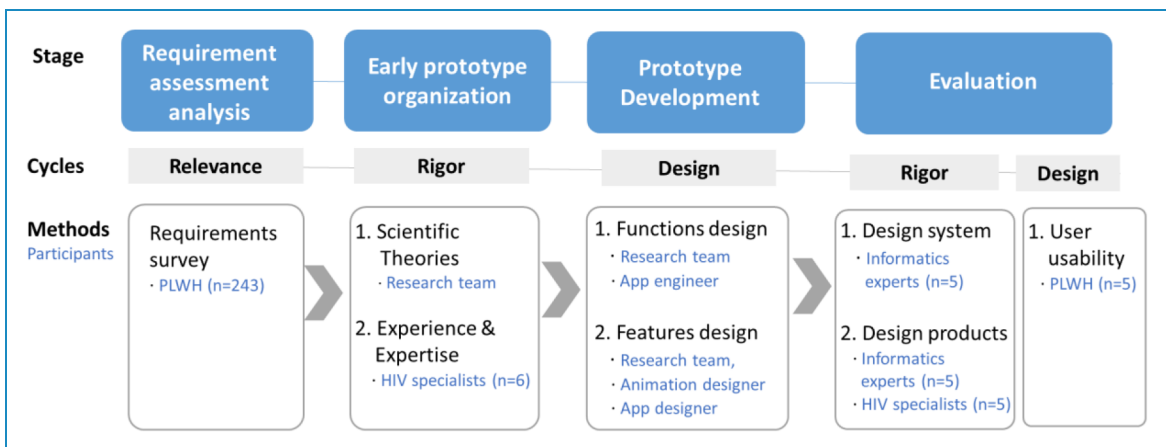 Stage
Requirement
assessment
analysis
Early prototype
organization
Prototype
Development
Evaluation
Cycles
Relevance
Rigor
Design
Rigor
Design
Methods
Participants
Requirements
survey
· PLWH (n=243)
1. Scientific
Theories
· Research team
2. Experience &
Expertise
· HIV specialists (n=6)
1. Functions design
· Research team
· App engineer
2. Features design
· Research team,
· Animation designer
· App designer
1. Design system
· Informatics
experts (n=5)
2. Design products
· Informatics
experts (n=5)
· HIV specialists (n=5)
1. User
usability
· PLWH (n=5)